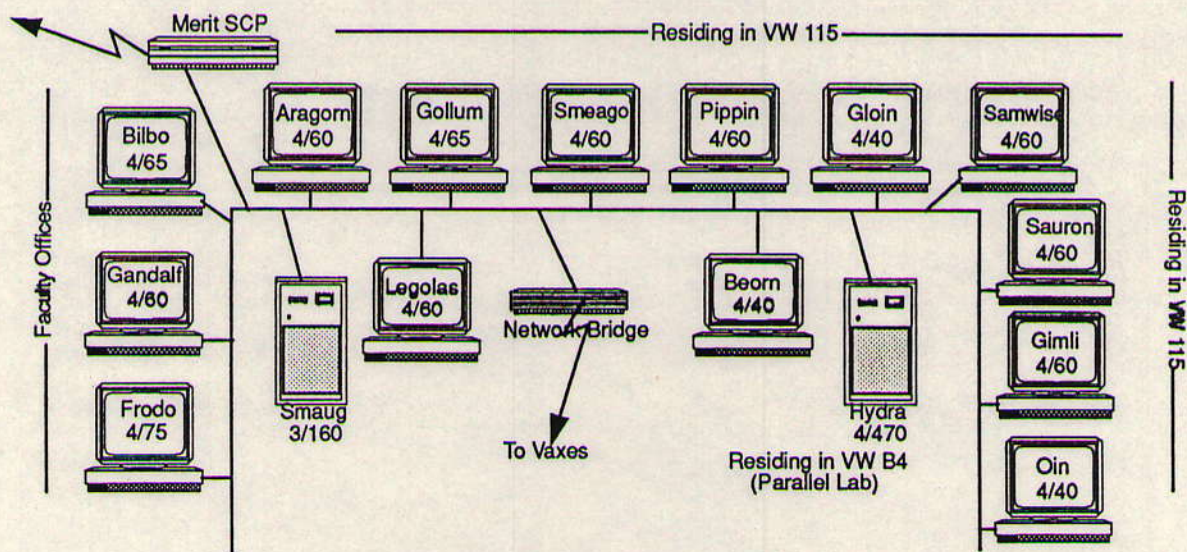 Merit SCP
Residing in VW 115
Faculty Offices
Bilbo
4/65
Aragorn
4/60
Gollum
4/65
Smeago
4/60
Pippin
4/60
Gloin
4/40
Samwise
4/60
Residing in VW 115
Gandalf
4/60
Legolas
4/60
Network Bridge
Beorn
4/40
Sauron
4/60
Gimli
4/60
Frodo
4/75
Smaug
3/160
To Vaxes
Hydra
4/470
Residing in VW B4
(Parallel Lab)
Oin
4/40